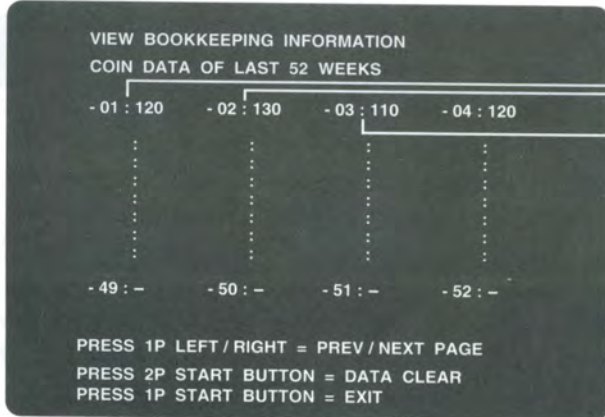 VIEW BOOKKEEPING INFORMATION
COIN DATA OF LAST 52 WEEKS
- 01 : 120 - 02 : 130 - 03 : 110 - 04 : 120
- 49 : – - 50 : – - 51 : – - 52 : –
PRESS 1P LEFT / RIGHT = PREV / NEXT PAGE
PRESS 2P START BUTTON = DATA CLEAR
PRESS 1P START BUTTON = EXIT